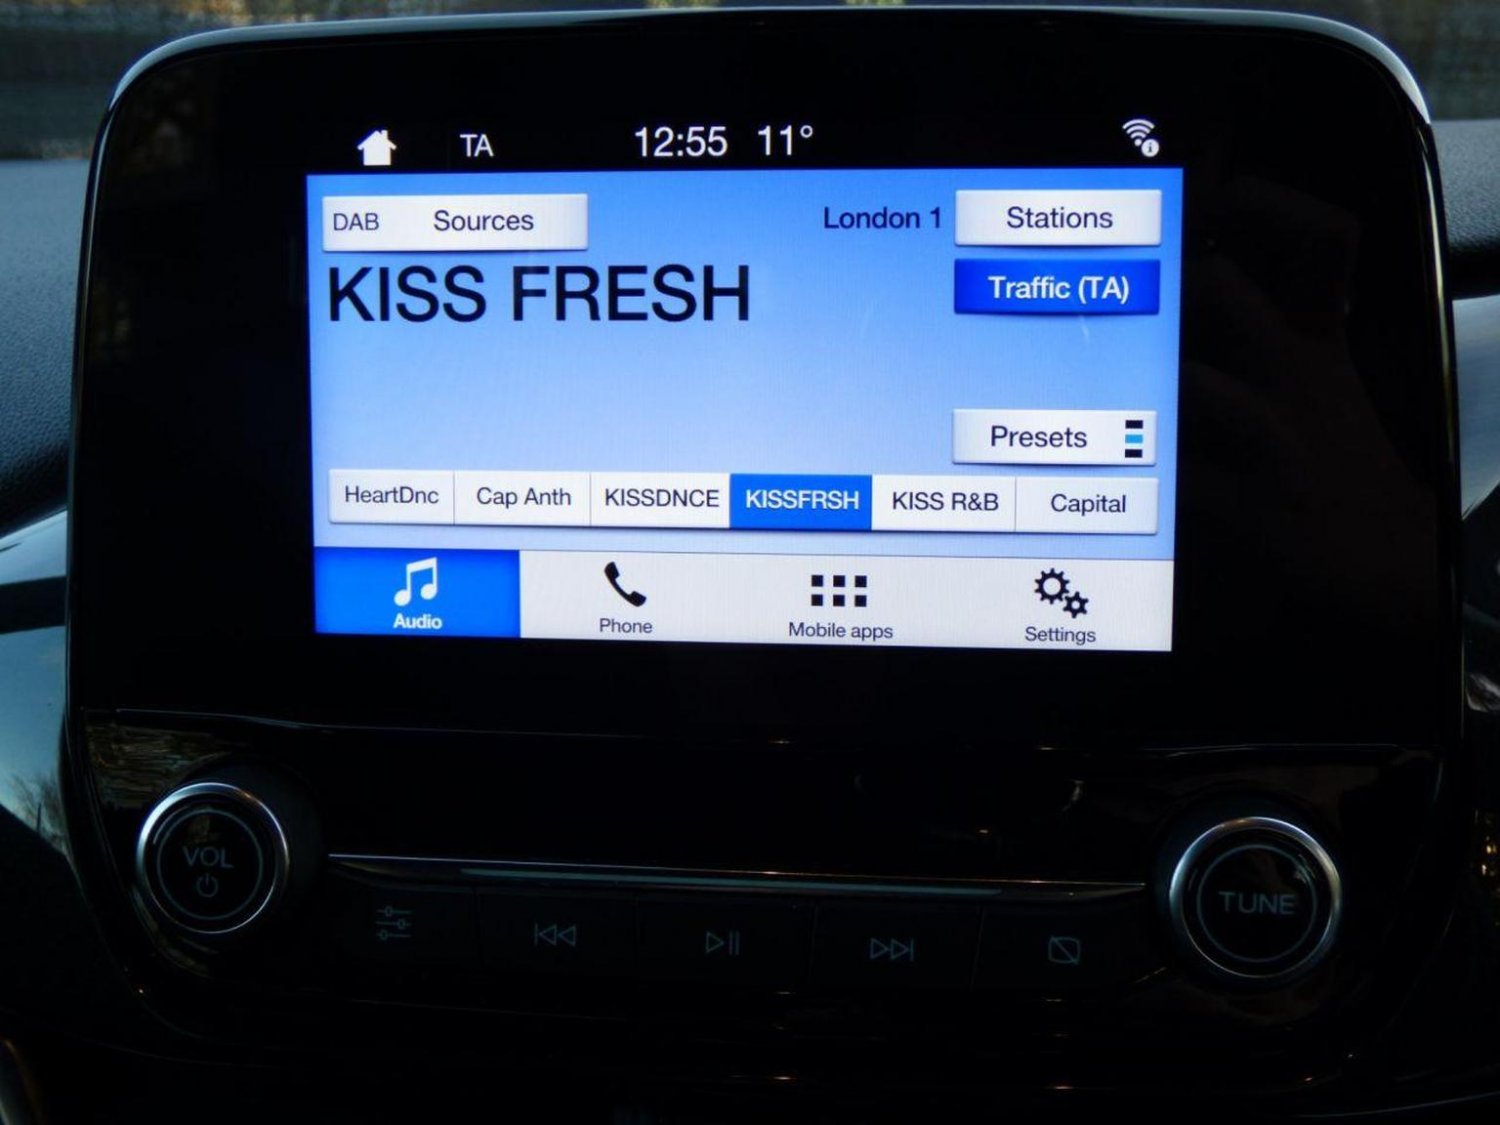 TA 12:55 11°
DAB Sources London 1 Stations
KISS FRESH Traffic (TA)
Presets
HeartDnc Cap Anth KISSDNCE KISSFRSH KISS R&B Capital
Audio Phone Mobile apps Settings
VOL TUNE